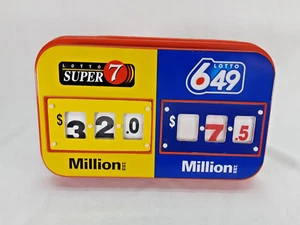 LOTTO
SUPER 7
$ 32.0
Million
LOTTO
649
$ 7.5
Million